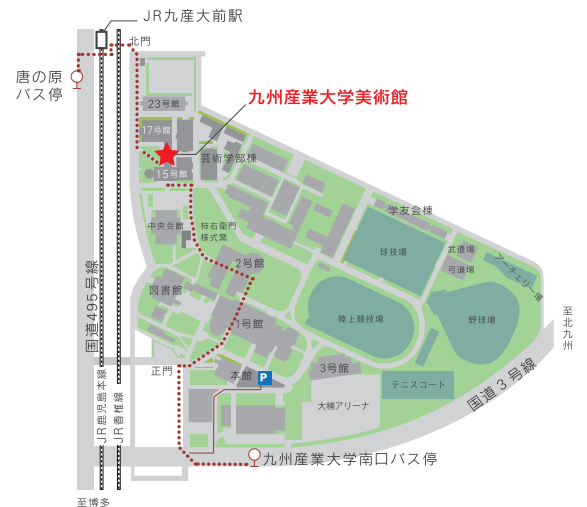 JR九産大前駅
北門
唐の原
バス停
九州産業大学美術館
23号館
17号館
芸術学部棟
15号館
学友会棟
中央会館
柿右衛門
様式窯
球技場
武道場
弓道場
アーチェリー場
2号館
図書館
国道495号線
1号館
陸上競技場
野球場
至北九州
正門
本館
P
3号館
テニスコート
国道3号線
大楠アリーナ
JR鹿児島本線
JR香椎線
九州産業大学南口バス停
至博多